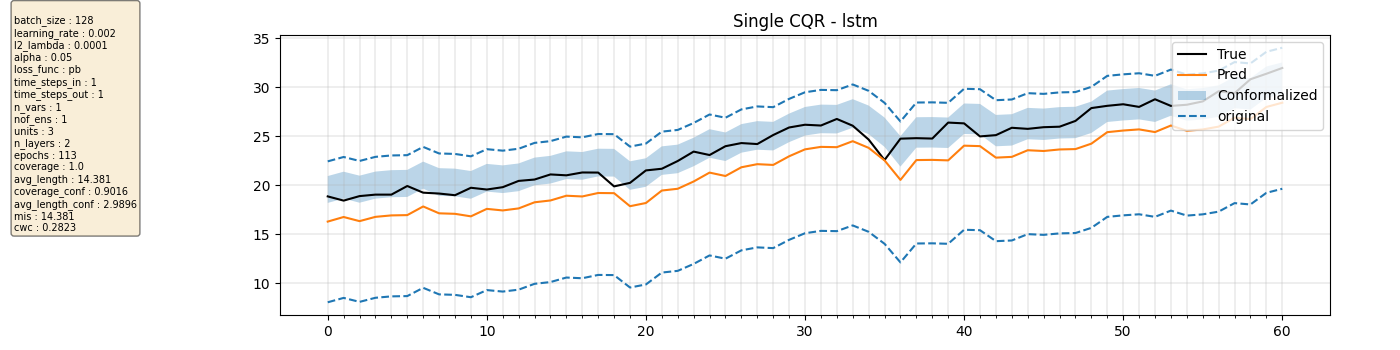 batch_size : 128
learning_rate : 0.002
l2_lambda : 0.0001
alpha : 0.05
loss_func : pb
time_steps_in : 1
time_steps_out : 1
n_vars : 1
nof_ens : 1
units : 3
n_layers : 2
epochs : 113
coverage : 1.0
avg_length : 14.381
coverage_conf : 0.9016
avg_length_conf : 2.9896
mis : 14.381
cwc : 0.2823
Single CQR - lstm
35
30
25
20
15
10
True
Pred
Conformalized
original
0 10 20 30 40 50 60